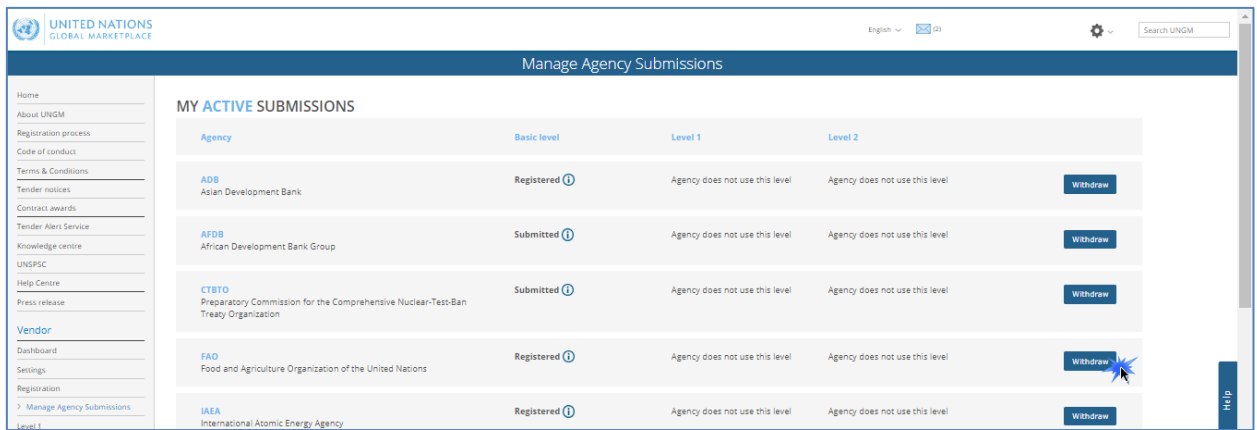 UNITED NATIONS
GLOBAL MARKETPLACE
English
(2)
Search UNGM
Manage Agency Submissions
Home
About UNGM
Registration process
Code of conduct
Terms & Conditions
Tender notices
Contract awards
Tender Alert Service
Knowledge centre
UNSPSC
Help Centre
Press release
Vendor
Dashboard
Settings
Registration
> Manage Agency Submissions
Level 1
MY ACTIVE SUBMISSIONS
Agency Basic level Level 1 Level 2
ADB Registered Agency does not use this level Agency does not use this level Withdraw
Asian Development Bank
AFDB Submitted Agency does not use this level Agency does not use this level Withdraw
African Development Bank Group
CTBTO Submitted Agency does not use this level Agency does not use this level Withdraw
Preparatory Commission for the Comprehensive Nuclear-Test-Ban
Treaty Organization
FAO Registered Agency does not use this level Agency does not use this level Withdraw
Food and Agriculture Organization of the United Nations
IAEA Registered Agency does not use this level Agency does not use this level Withdraw
International Atomic Energy Agency
Help